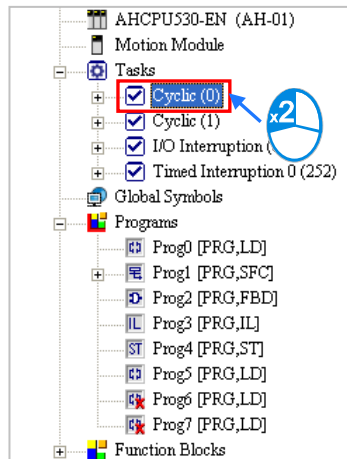 AHCPU530-EN (AH-01)
Motion Module
Tasks
Cyclic (0)
x2
Cyclic (1)
I/O Interruption (
Timed Interruption 0 (252)
Global Symbols
Programs
Prog0 [PRG,LD]
Prog1 [PRG,SFC]
Prog2 [PRG,FBD]
IL Prog3 [PRG,IL]
ST Prog4 [PRG,ST]
Prog5 [PRG,LD]
Prog6 [PRG,LD]
Prog7 [PRG,LD]
Function Blocks